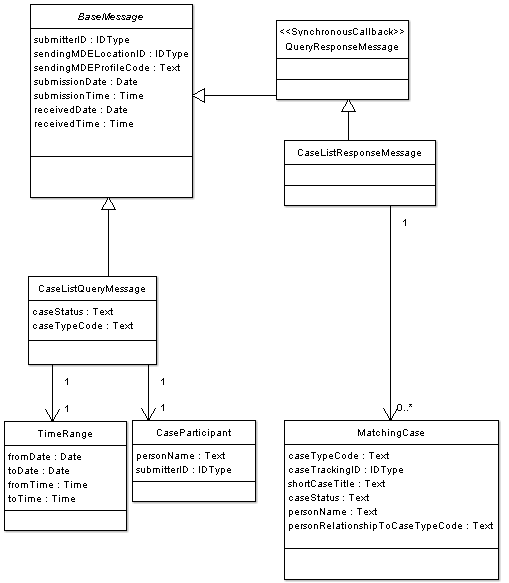 BaseMessage
submitterID : IDType
sendingMDELocationID : IDType
sendingMDEProfileCode : Text
submissionDate : Date
submissionTime : Time
receivedDate : Date
receivedTime : Time
<<SynchronousCallback>>
QueryResponseMessage
CaseListResponseMessage
1
CaseListQueryMessage
caseStatus : Text
caseTypeCode : Text
1
1
1
1
0..*
TimeRange
fromDate : Date
toDate : Date
fromTime : Time
toTime : Time
CaseParticipant
personName : Text
submitterID : IDType
MatchingCase
caseTypeCode : Text
caseTrackingID : IDType
shortCaseTitle : Text
caseStatus : Text
personName : Text
personRelationshipToCaseTypeCode : Text